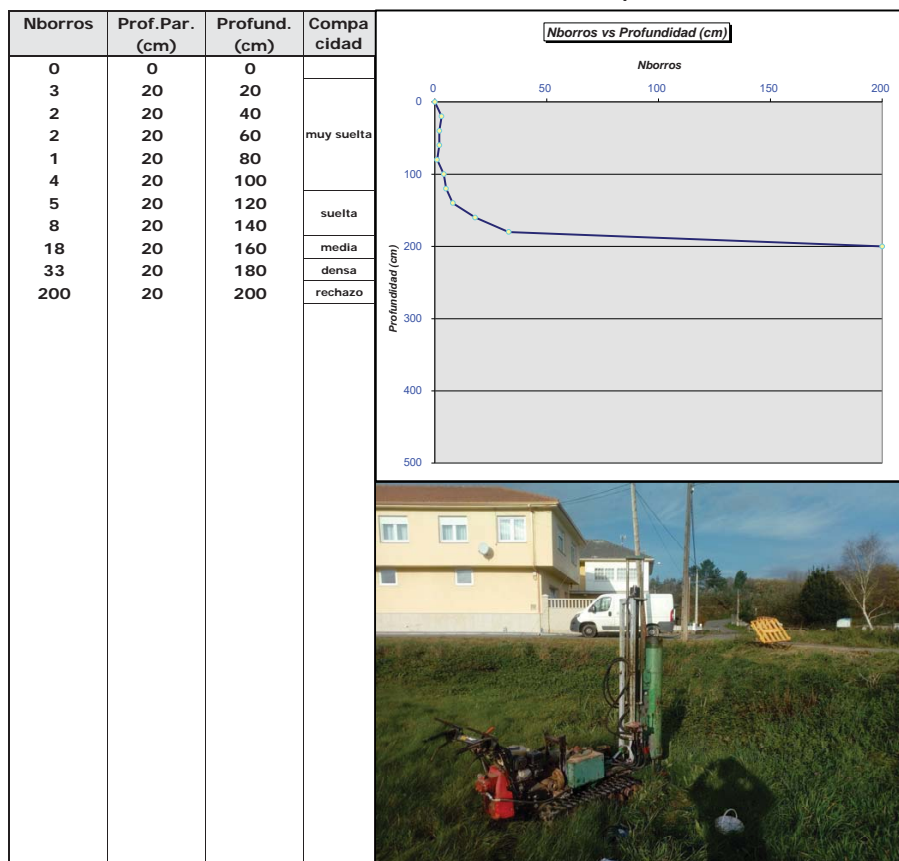 Nborros Prof.Par. (cm) Profund. (cm) Compa cidad
0 0 0
3 20 20
2 20 40
2 20 60 muy suelta
1 20 80
4 20 100
5 20 120 suelta
8 20 140
18 20 160 media
33 20 180 densa
200 20 200 rechazo
Nborros vs Profundidad (cm)
Nborros
0 50 100 150 200
0
100
200
300
400
500
Profundidad (cm)